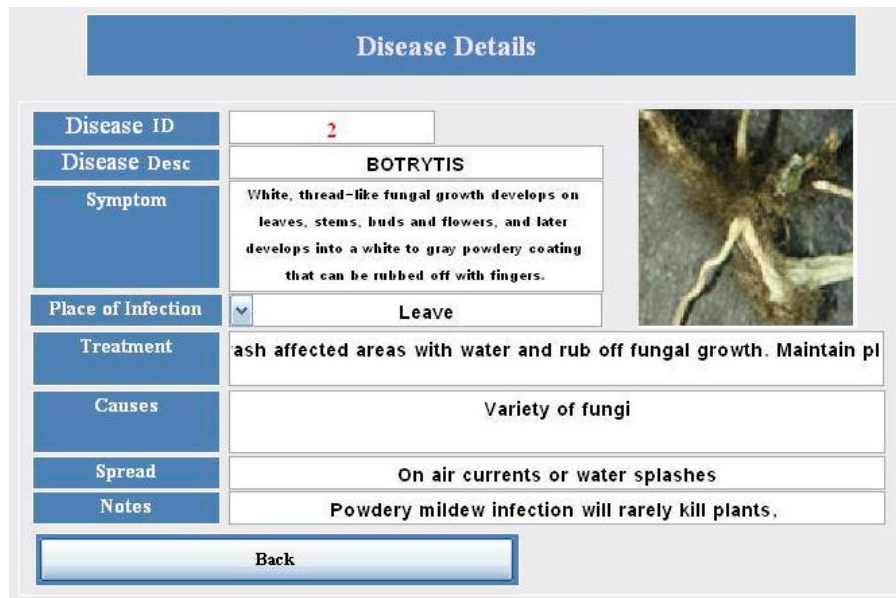 Disease Details
Disease ID
2
Disease Desc
BOTRYTIS
Symptom
White, thread-like fungal growth develops on
leaves, stems, buds and flowers, and later
develops into a white to gray powdery coating
that can be rubbed off with fingers.
Place of Infection
Leave
Treatment
ash affected areas with water and rub off fungal growth. Maintain pl
Causes
Variety of fungi
Spread
On air currents or water splashes
Notes
Powdery mildew infection will rarely kill plants,
Back